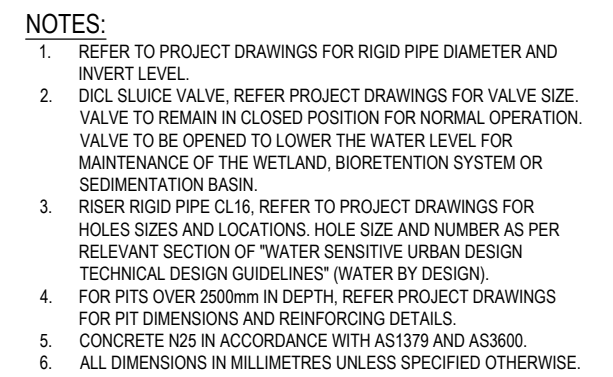 NOTES:
1. REFER TO PROJECT DRAWINGS FOR RIGID PIPE DIAMETER AND
INVERT LEVEL.
2. DICL SLUICE VALVE, REFER PROJECT DRAWINGS FOR VALVE SIZE.
VALVE TO REMAIN IN CLOSED POSITION FOR NORMAL OPERATION.
VALVE TO BE OPENED TO LOWER THE WATER LEVEL FOR
MAINTENANCE OF THE WETLAND, BIORETENTION SYSTEM OR
SEDIMENTATION BASIN.
3. RISER RIGID PIPE CL16, REFER TO PROJECT DRAWINGS FOR
HOLES SIZES AND LOCATIONS. HOLE SIZE AND NUMBER AS PER
RELEVANT SECTION OF "WATER SENSITIVE URBAN DESIGN
TECHNICAL DESIGN GUIDELINES" (WATER BY DESIGN).
4. FOR PITS OVER 2500mm IN DEPTH, REFER PROJECT DRAWINGS
FOR PIT DIMENSIONS AND REINFORCING DETAILS.
5. CONCRETE N25 IN ACCORDANCE WITH AS1379 AND AS3600.
6. ALL DIMENSIONS IN MILLIMETRES UNLESS SPECIFIED OTHERWISE.